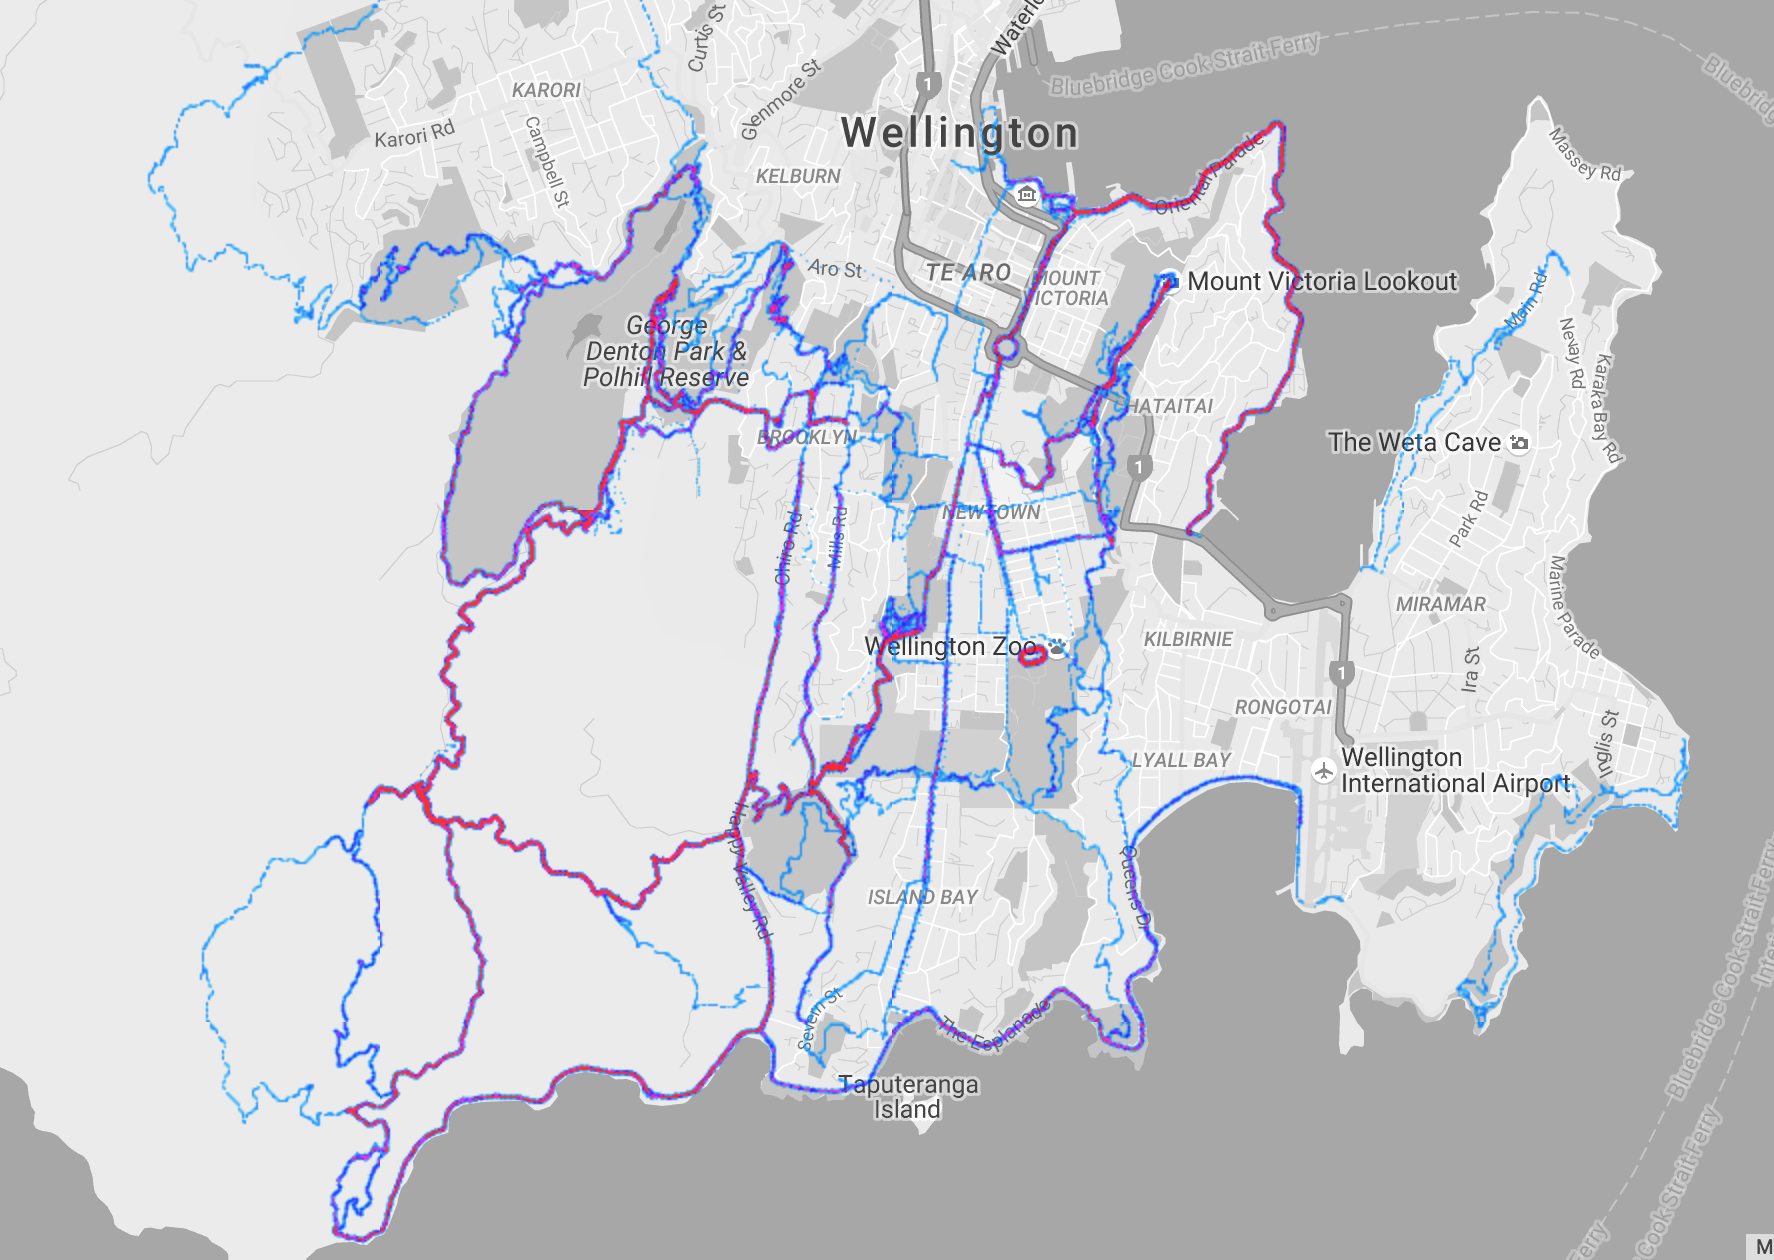 Curtis St
Waterlo
Bluebridge Cook Strait Ferry
Bluebridg
1
KARORI
Glenmore St
Karori Rd
Campbell St
Wellington
Massey Rd
KELBURN
Oriental Parade
Aro St
TE ARO
MOUNT
VICTORIA
Mount Victoria Lookout
Main Rd
George
Denton Park &
Polhill Reserve
Nevay Rd
Karaka Bay Rd
HATAITAI
BROOKLYN
The Weta Cave
1
NEWTOWN
Park Rd
Ohiro Rd
Mills Rd
MIRAMAR
Marine Parade
Wellington Zoo
KILBIRNIE
1
Ira St
RONGOTAI
Inglis St
LYALL BAY
Wellington
International Airport
Happy Valley Rd
Queens Dr
ISLAND BAY
Severn St
The Esplanade
Taputeranga
Island
Bluebridge Cook Strait Ferry
Cook Strait Ferry
Ferry
M